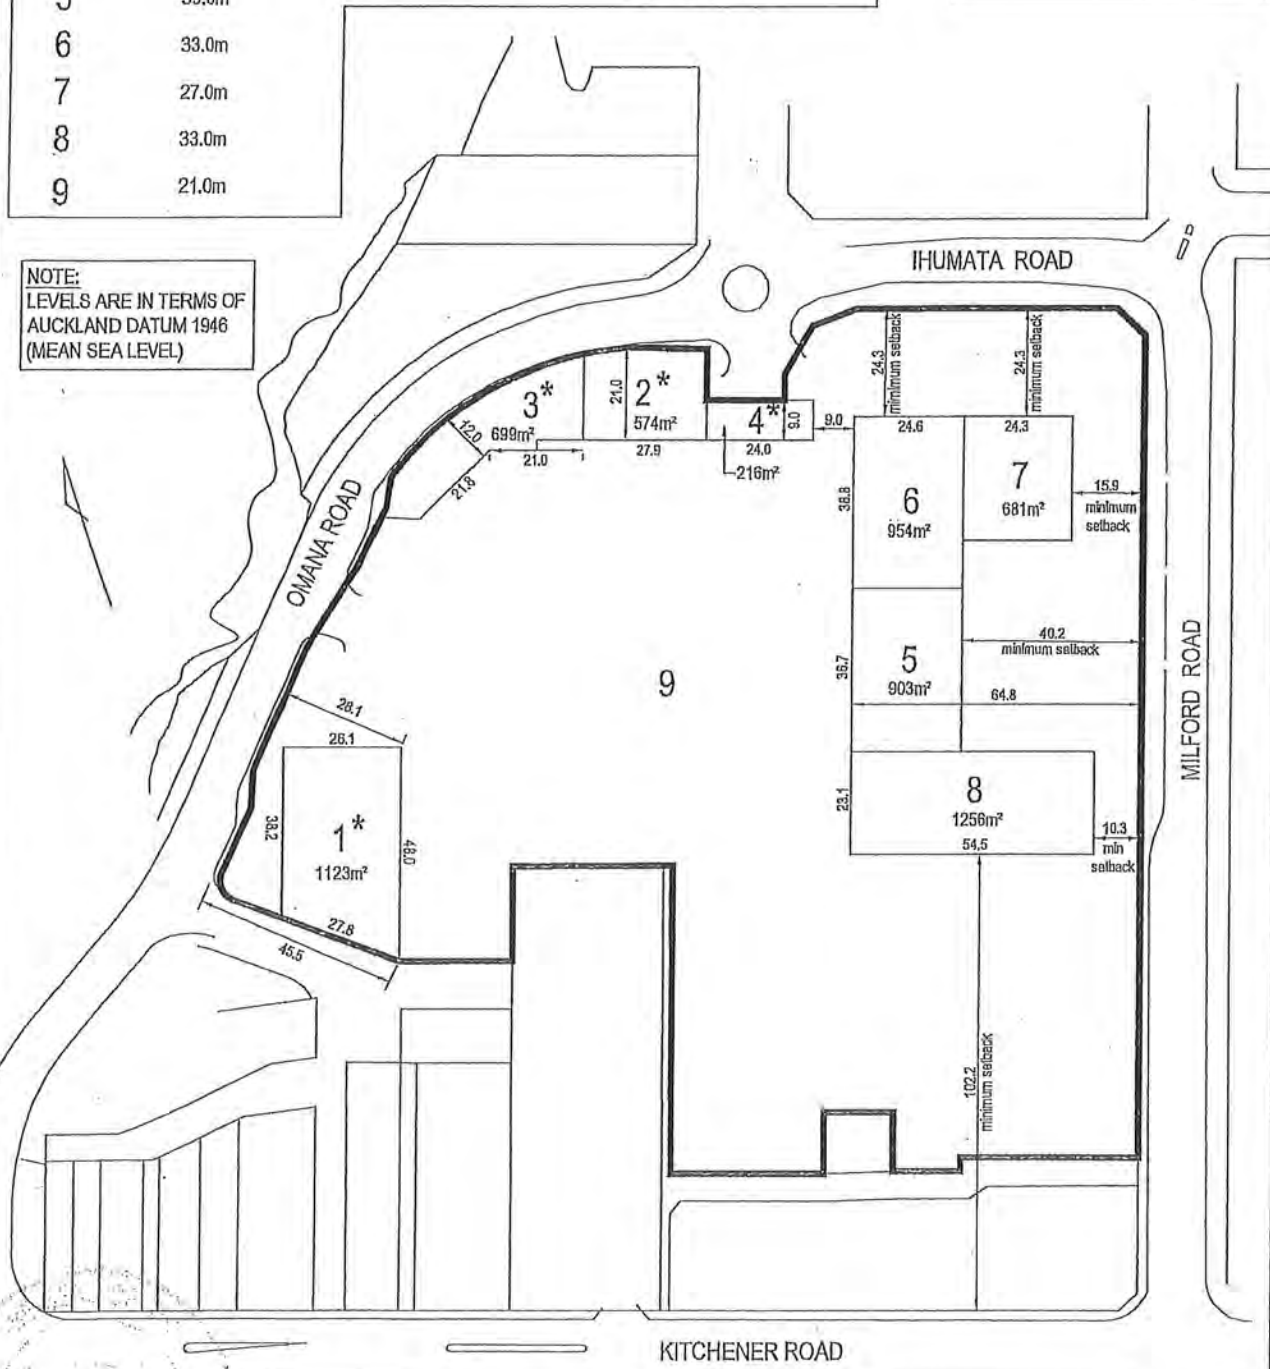 6 33.0m
7 27.0m
8 33.0m
9 21.0m
NOTE:
LEVELS ARE IN TERMS OF
AUCKLAND DATUM 1946
(MEAN SEA LEVEL)
IHUMATA ROAD
OMANA ROAD
MILFORD ROAD
KITCHENER ROAD
24.3
minimum setback
24.3
minimum setback
3*
699m²
12.0
21.0
21.8
2*
21.0
574m²
27.9
4*
9.0
24.0
216m²
9.0
24.6
24.3
6
954m²
38.8
7
681m²
15.9
minimum
setback
40.2
minimum setback
5
903m²
36.7
64.8
9
28.1
26.1
1*
1123m²
38.2
48.0
27.8
45.5
8
1256m²
23.1
54.5
10.3
min
setback
102.2
minimum setback